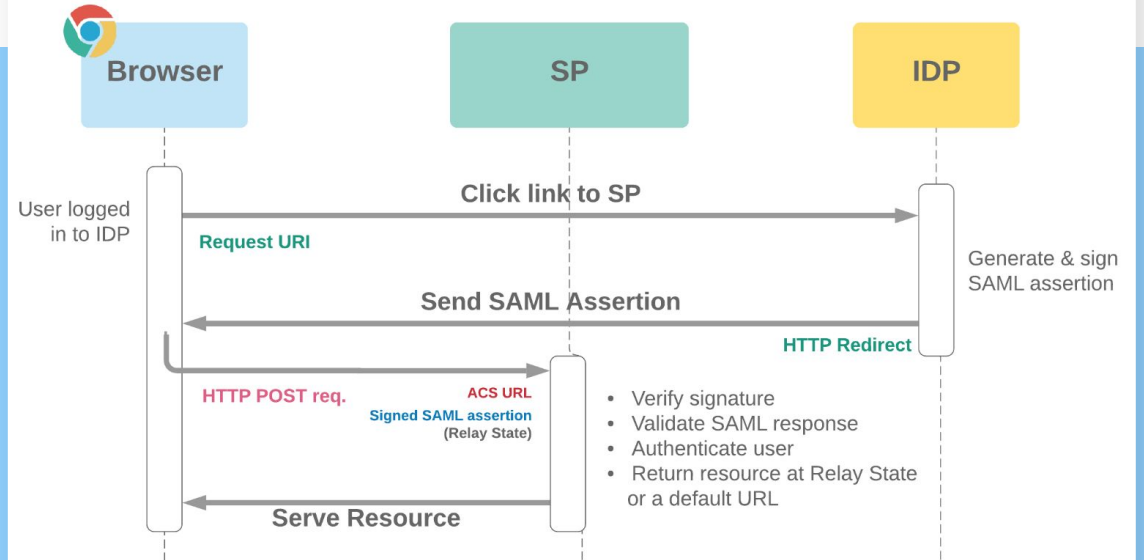 Browser
SP
IDP
Click link to SP
User logged
in to IDP
Request URI
Generate & sign
SAML assertion
Send SAML Assertion
HTTP Redirect
HTTP POST req.
ACS URL
Signed SAML assertion
(Relay State)
• Verify signature
• Validate SAML response
• Authenticate user
• Return resource at Relay State
or a default URL
Serve Resource